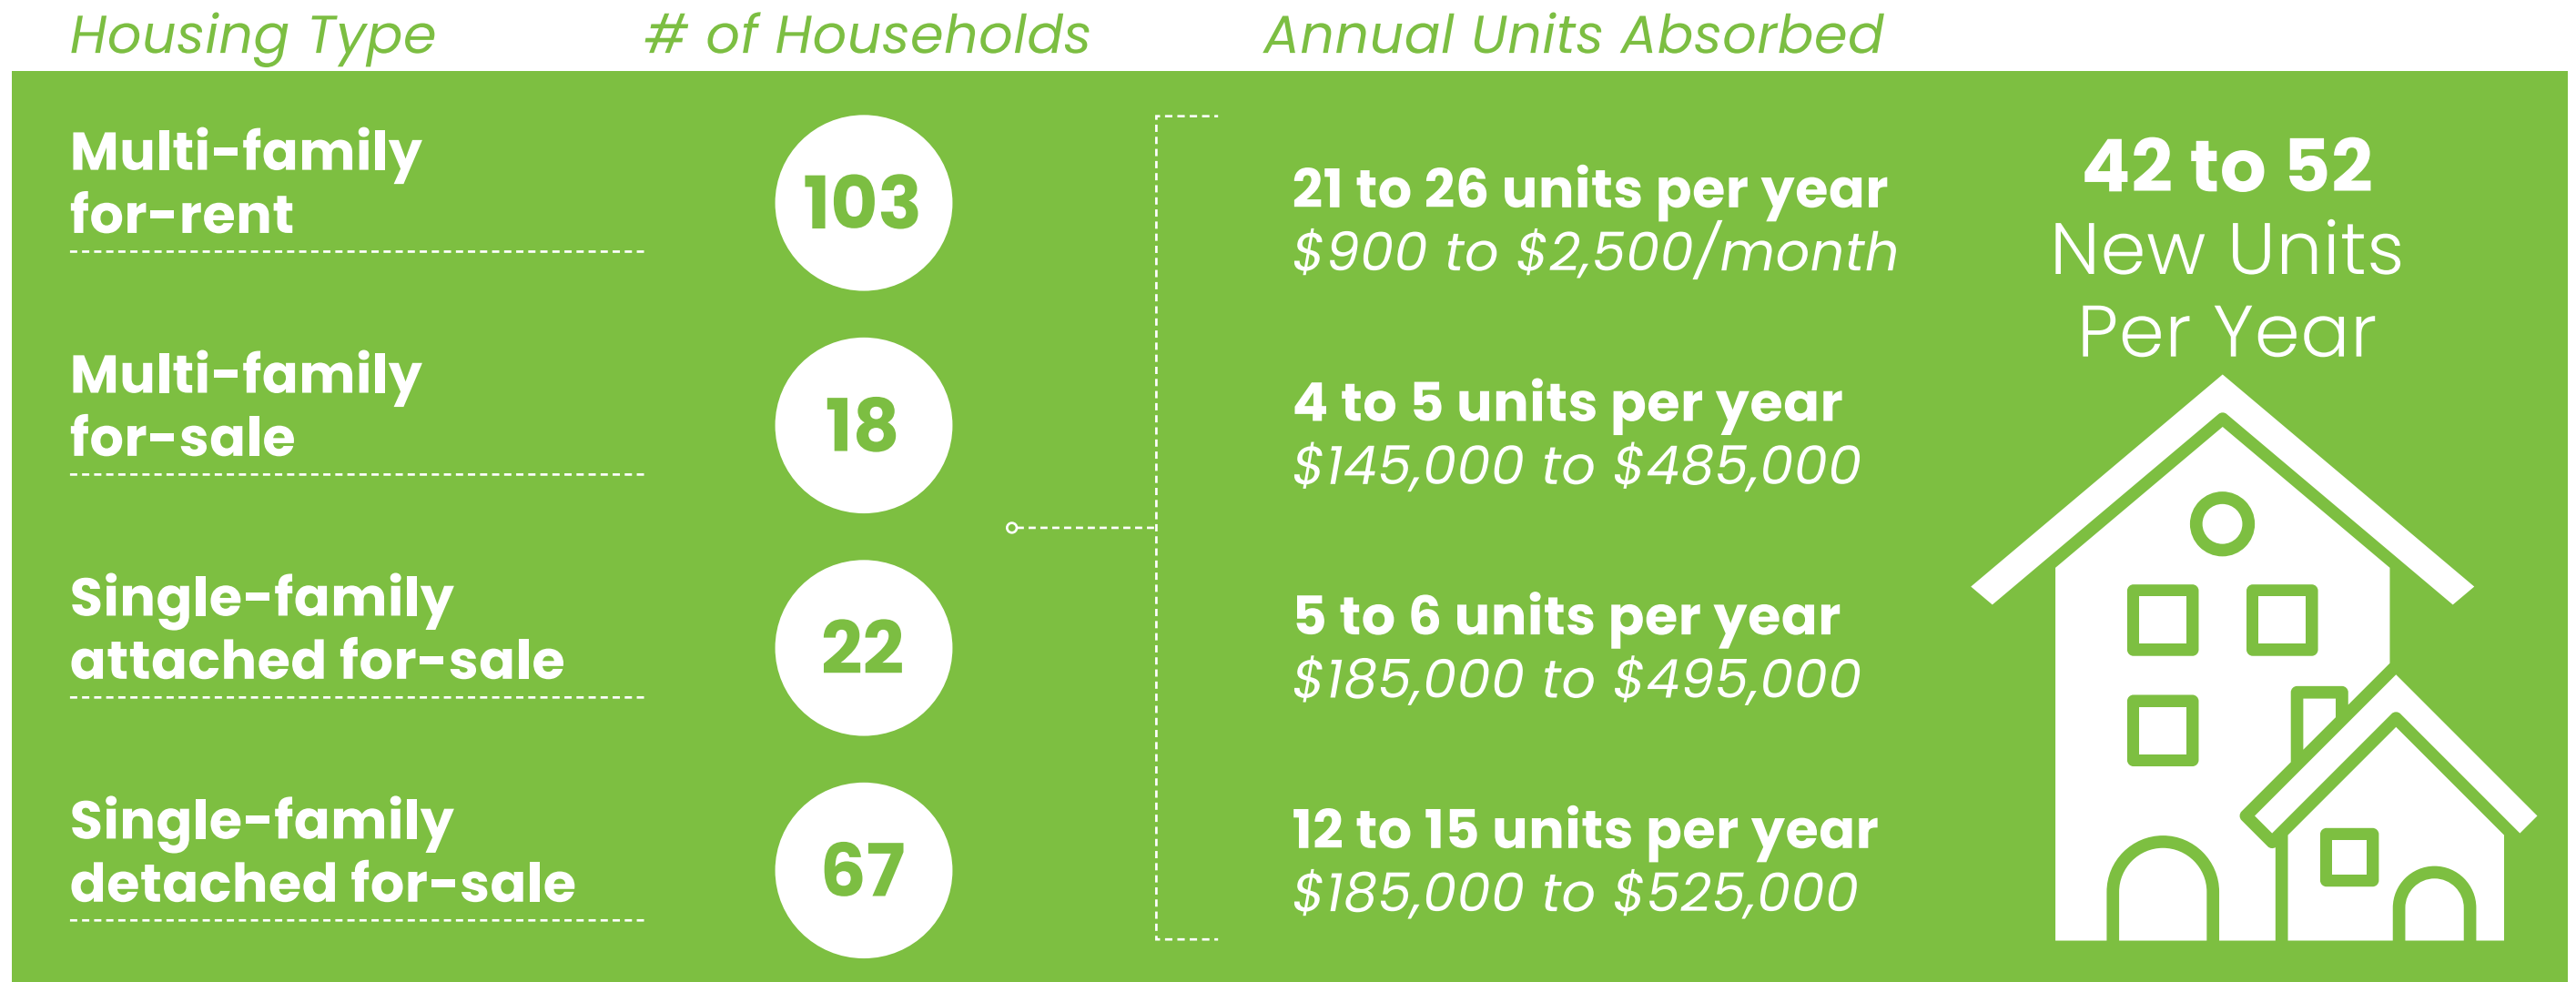 Housing Type
# of Households
Annual Units Absorbed
Multi-family
for-rent
103
21 to 26 units per year
$900 to $2,500/month
Multi-family
for-sale
18
4 to 5 units per year
$145,000 to $485,000
Single-family
attached for-sale
22
5 to 6 units per year
$185,000 to $495,000
Single-family
detached for-sale
67
12 to 15 units per year
$185,000 to $525,000
42 to 52
New Units
Per Year